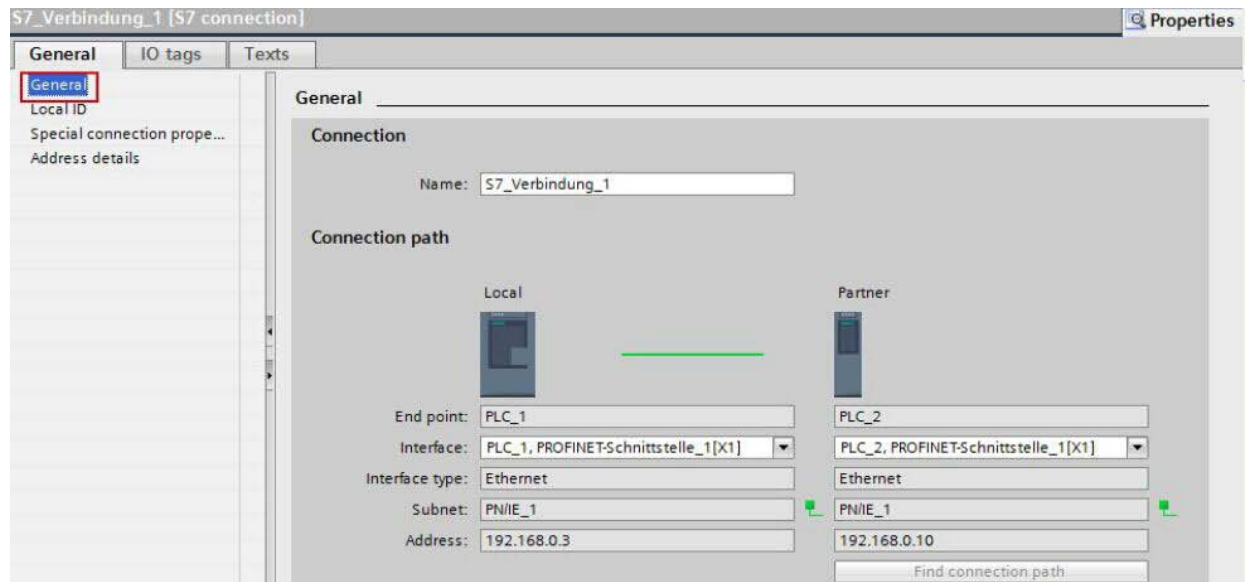 S7_Verbindung_1 [S7 connection]
Properties
General IO tags Texts
General
Local ID
Special connection prope...
Address details
General
Connection
Name: S7_Verbindung_1
Connection path
Local Partner
End point: PLC_1 PLC_2
Interface: PLC_1, PROFINET-Schnittstelle_1[X1] PLC_2, PROFINET-Schnittstelle_1[X1]
Interface type: Ethernet Ethernet
Subnet: PN/IE_1 PN/IE_1
Address: 192.168.0.3 192.168.0.10
Find connection path